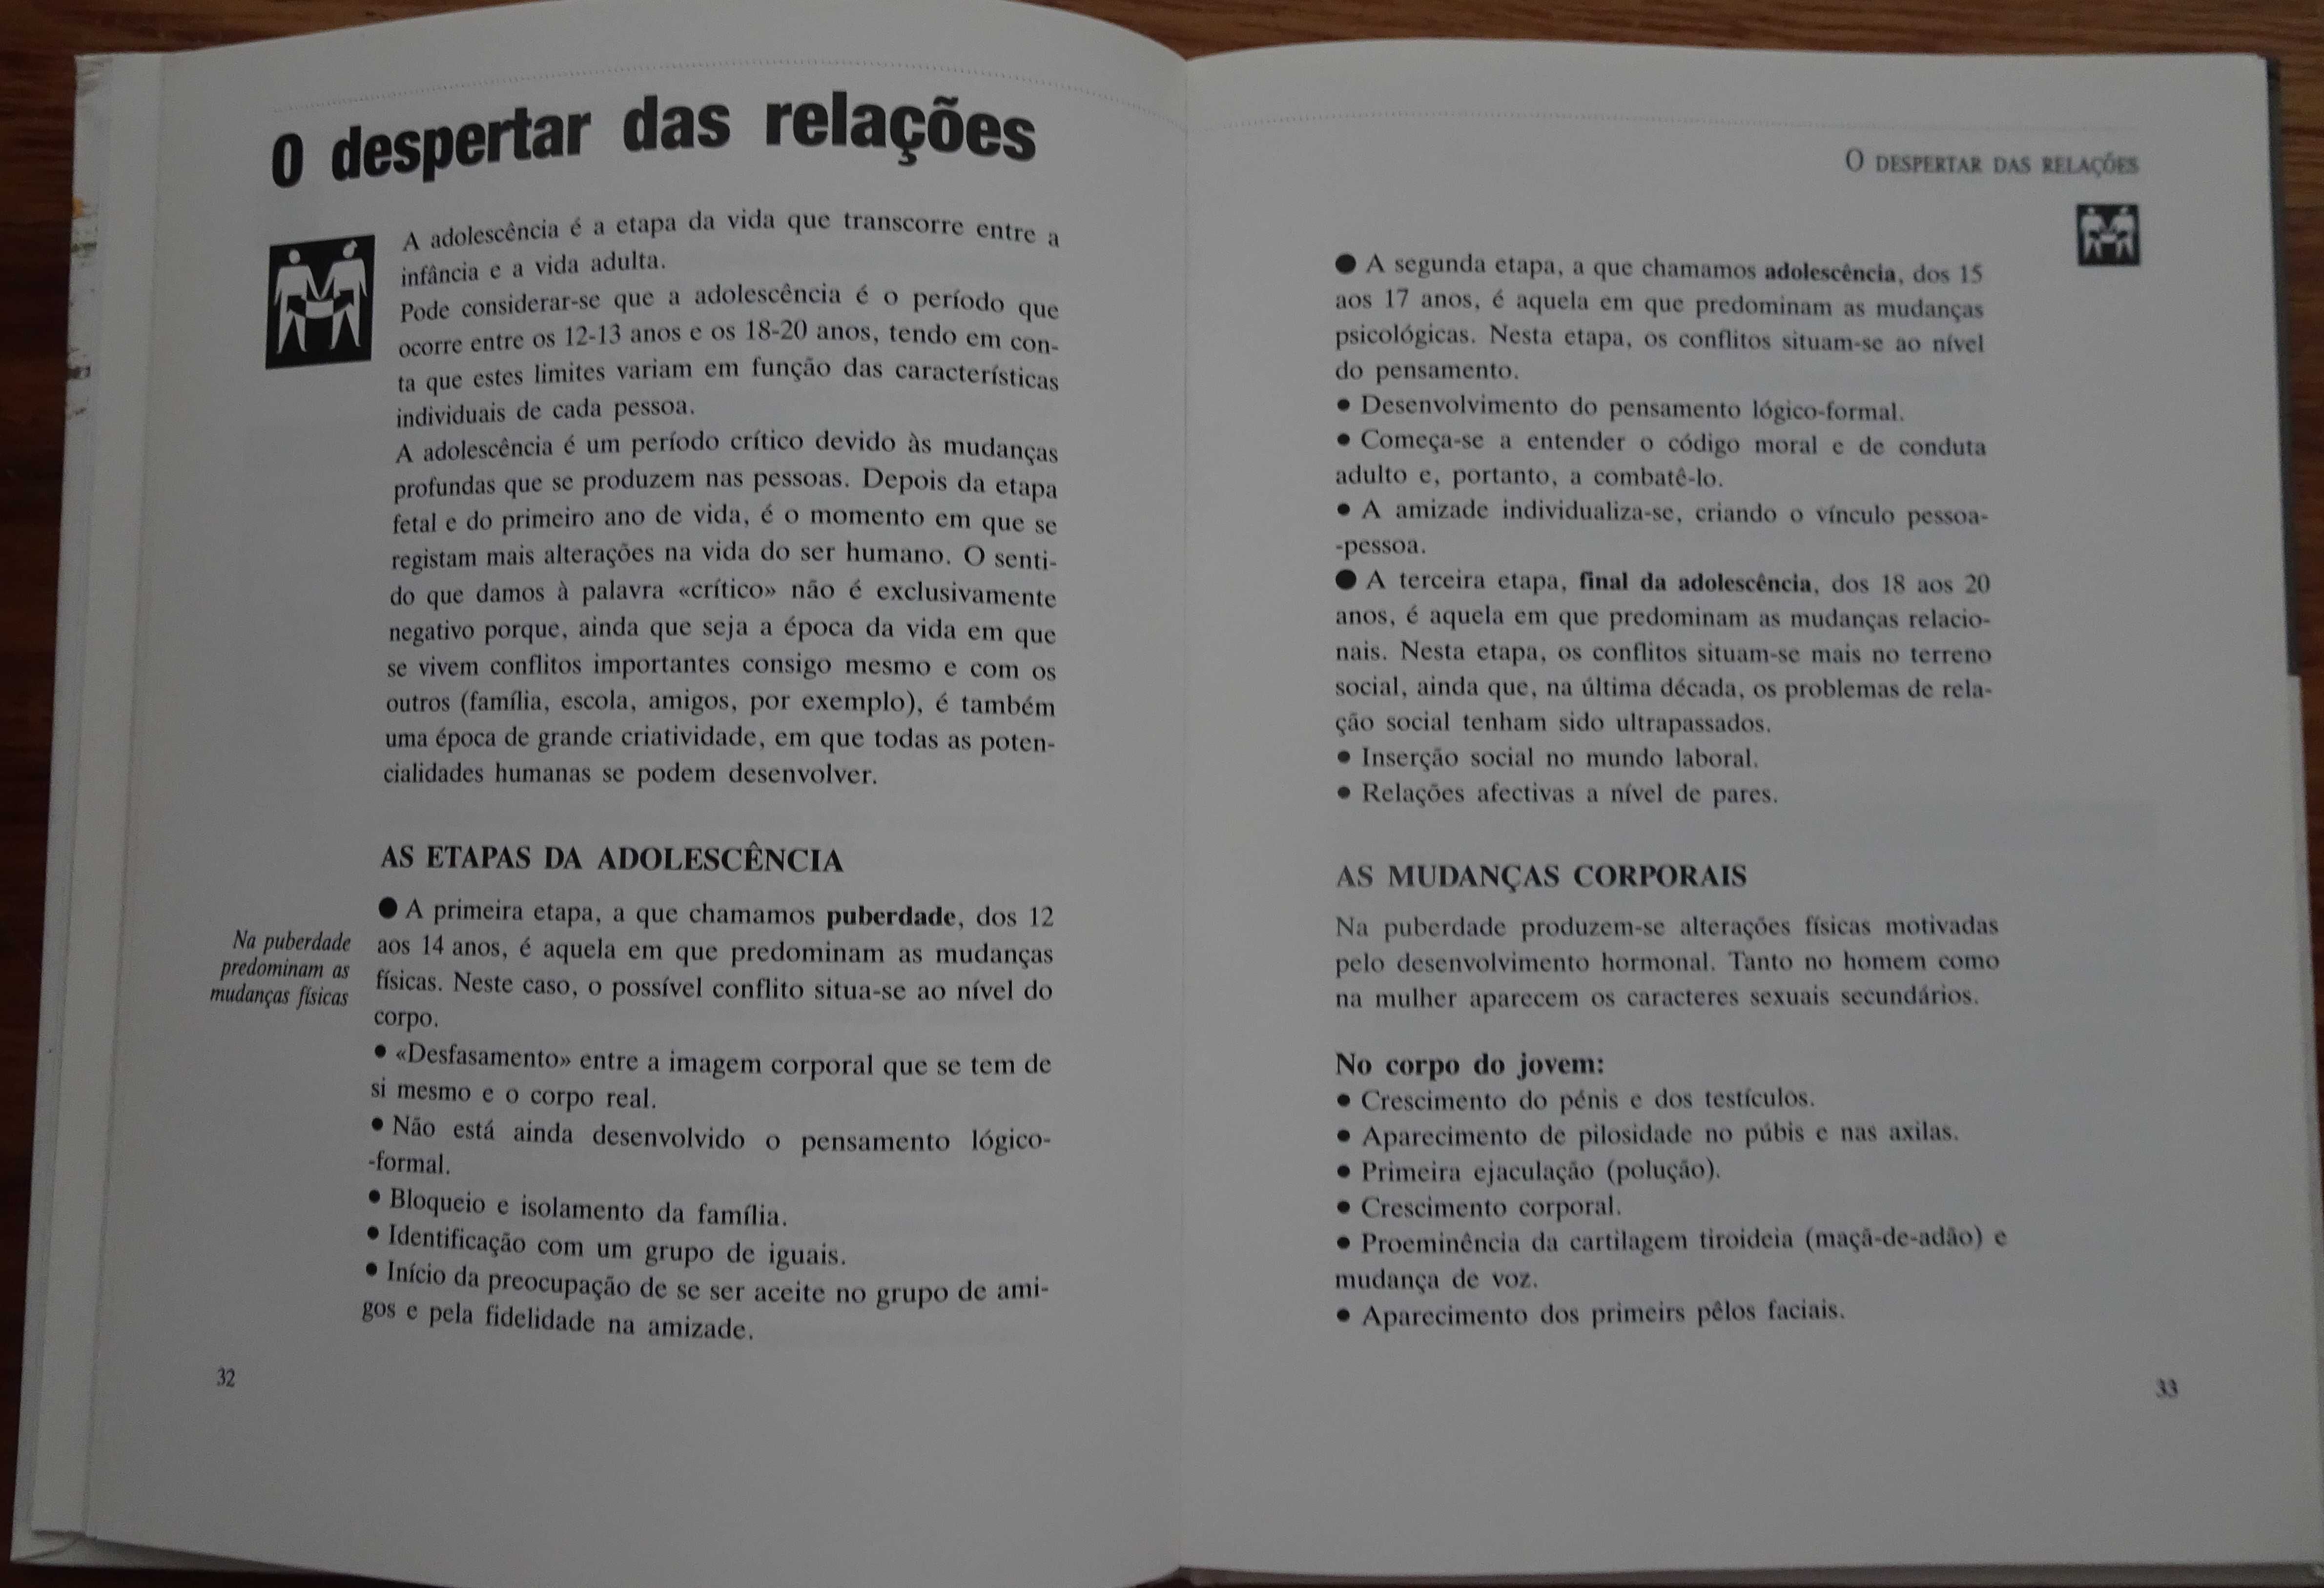 O despertar das relações
A adolescência é a etapa da vida que transcorre entre a
infância e a vida adulta.
Pode considerar-se que a adolescência é o período que
ocorre entre os 12-13 anos e os 18-20 anos, tendo em con-
ta que estes limites variam em função das características
individuais de cada pessoa.
A adolescência é um período crítico devido às mudanças
profundas que se produzem nas pessoas. Depois da etapa
fetal e do primeiro ano de vida, é o momento em que se
registam mais alterações na vida do ser humano. O senti-
do que damos à palavra «crítico» não é exclusivamente
negativo porque, ainda que seja a época da vida em que
se vivem conflitos importantes consigo mesmo e com os
outros (família, escola, amigos, por exemplo), é também
uma época de grande criatividade, em que todas as poten-
cialidades humanas se podem desenvolver.
AS ETAPAS DA ADOLESCÊNCIA
● A primeira etapa, a que chamamos puberdade, dos 12
aos 14 anos, é aquela em que predominam as mudanças
físicas. Neste caso, o possível conflito situa-se ao nível do
corpo.
• «Desfasamento» entre a imagem corporal que se tem de
si mesmo e o corpo real.
• Não está ainda desenvolvido o pensamento lógico-
-formal.
• Bloqueio e isolamento da família.
• Identificação com um grupo de iguais.
• Início da preocupação de se ser aceite no grupo de ami-
gos e pela fidelidade na amizade.
Na puberdade
predominam as
mudanças físicas
32
O DESPERTAR DAS RELAÇÕES
● A segunda etapa, a que chamamos adolescência, dos 15
aos 17 anos, é aquela em que predominam as mudanças
psicológicas. Nesta etapa, os conflitos situam-se ao nível
do pensamento.
• Desenvolvimento do pensamento lógico-formal.
• Começa-se a entender o código moral e de conduta
adulto e, portanto, a combatê-lo.
• A amizade individualiza-se, criando o vínculo pessoa-
-pessoa.
● A terceira etapa, final da adolescência, dos 18 aos 20
anos, é aquela em que predominam as mudanças relacio-
nais. Nesta etapa, os conflitos situam-se mais no terreno
social, ainda que, na última década, os problemas de rela-
ção social tenham sido ultrapassados.
• Inserção social no mundo laboral.
• Relações afectivas a nível de pares.
AS MUDANÇAS CORPORAIS
Na puberdade produzem-se alterações físicas motivadas
pelo desenvolvimento hormonal. Tanto no homem como
na mulher aparecem os caracteres sexuais secundários.
No corpo do jovem:
• Crescimento do pénis e dos testículos.
• Aparecimento de pilosidade no púbis e nas axilas.
• Primeira ejaculação (polução).
• Crescimento corporal.
• Proeminência da cartilagem tiroideia (maçã-de-adão) e
mudança de voz.
• Aparecimento dos primeirs pêlos faciais.
33